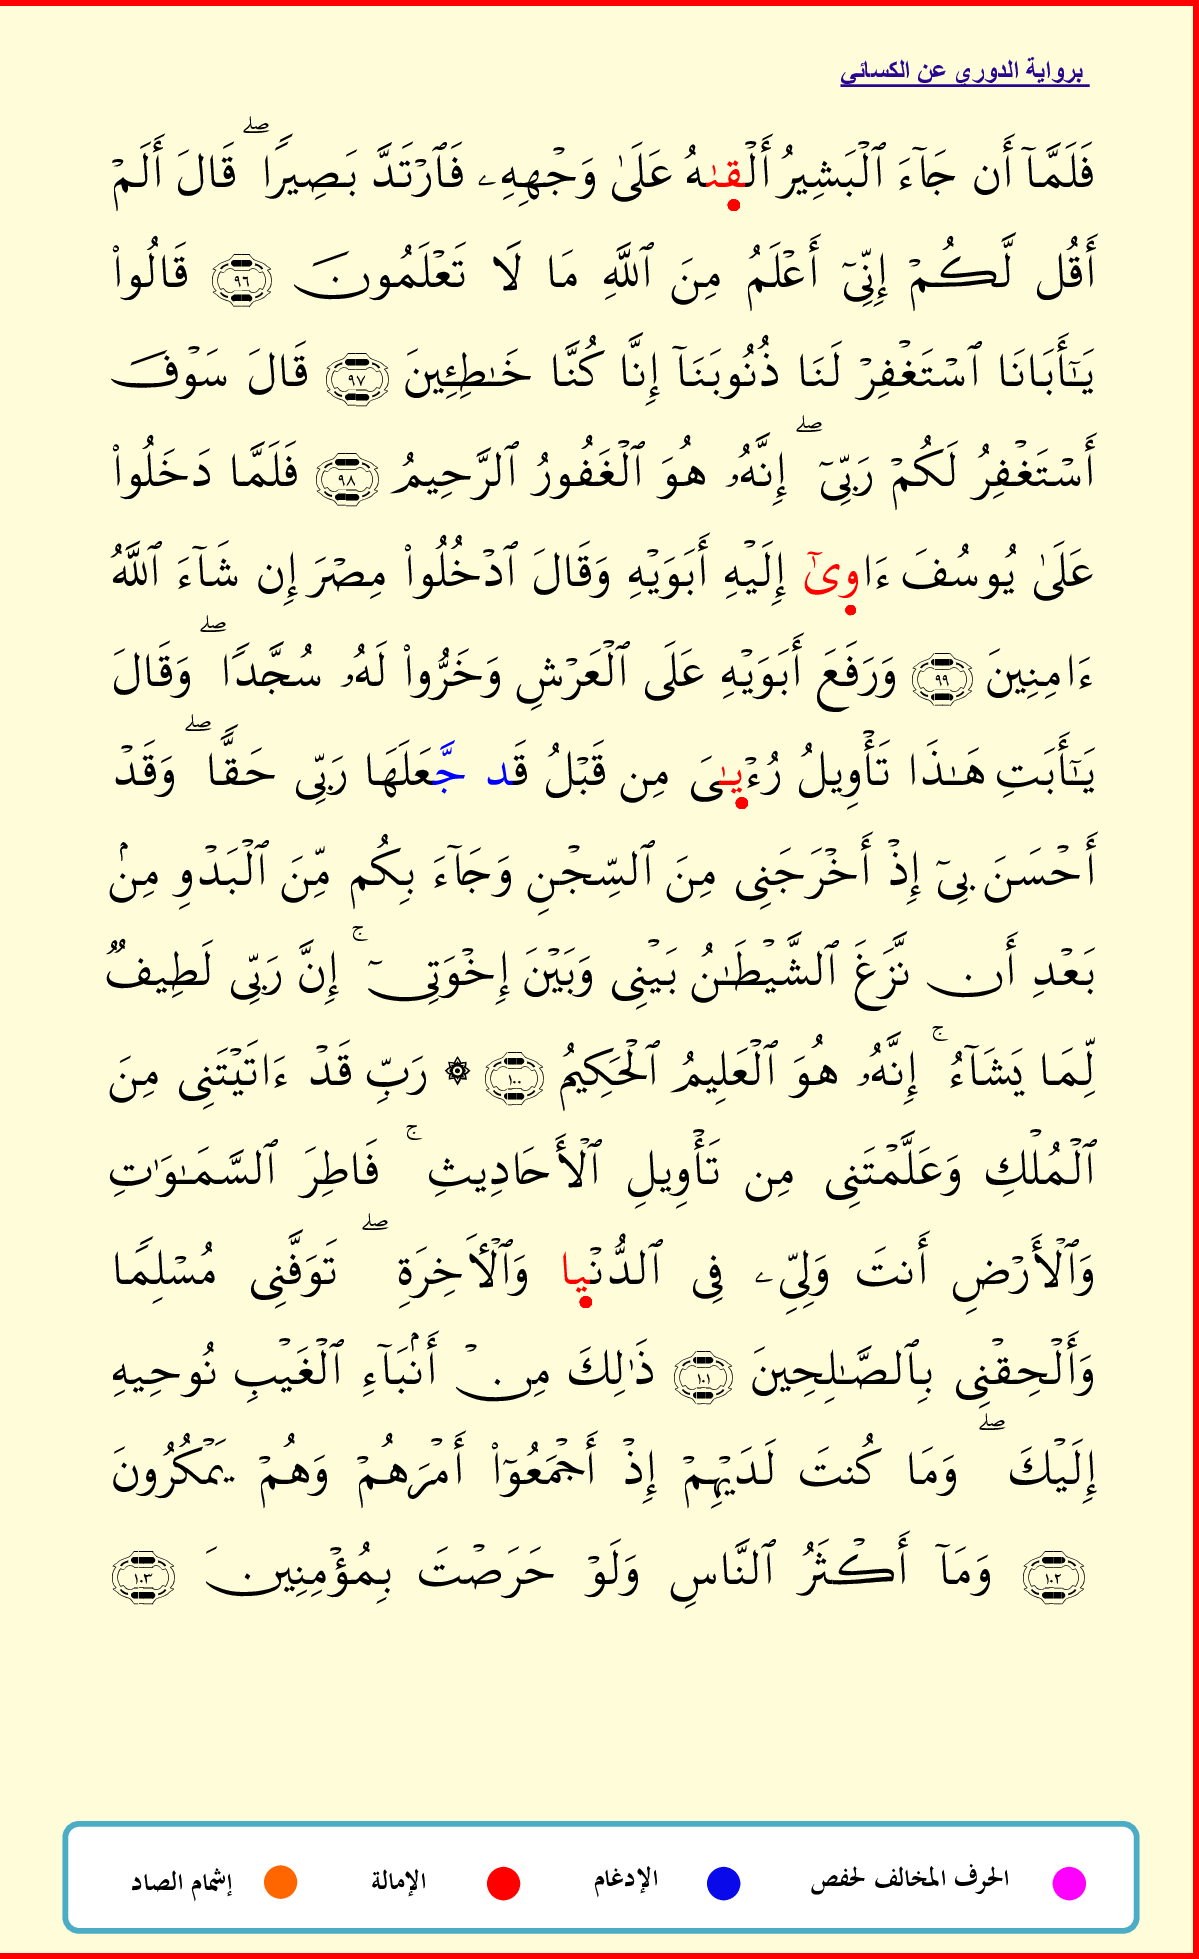 برواية الدوري عن الكسائي
فَلَمَّآ أَن جَآءَ ٱلۡبَشِيرُ أَلۡقَىٰهُ عَلَىٰ وَجۡهِهِۦ فَٱرۡتَدَّ بَصِيرٗاۖ قَالَ أَلَمۡ
أَقُل لَّكُمۡ إِنِّيٓ أَعۡلَمُ مِنَ ٱللَّهِ مَا لَا تَعۡلَمُونَ ٩٦ قَالُواْ
يَٰٓأَبَانَا ٱسۡتَغۡفِرۡ لَنَا ذُنُوبَنَآ إِنَّا كُنَّا خَٰطِـِٔينَ ٩٧ قَالَ سَوۡفَ
أَسۡتَغۡفِرُ لَكُمۡ رَبِّيٓۖ إِنَّهُۥ هُوَ ٱلۡغَفُورُ ٱلرَّحِيمُ ٩٨ فَلَمَّا دَخَلُواْ
عَلَىٰ يُوسُفَ ءَاوِىٰٓ إِلَيۡهِ أَبَوَيۡهِ وَقَالَ ٱدۡخُلُواْ مِصۡرَ إِن شَآءَ ٱللَّهُ
ءَامِنِينَ ٩٩ وَرَفَعَ أَبَوَيۡهِ عَلَى ٱلۡعَرۡشِ وَخَرُّواْ لَهُۥ سُجَّدٗاۖ وَقَالَ
يَٰٓأَبَتِ هَٰذَا تَأۡوِيلُ رُءۡيَٰىَ مِن قَبۡلُ قَد جَّعَلَهَا رَبِّي حَقّٗاۖ وَقَدۡ
أَحۡسَنَ بِيٓ إِذۡ أَخۡرَجَنِي مِنَ ٱلسِّجۡنِ وَجَآءَ بِكُم مِّنَ ٱلۡبَدۡوِ مِنۢ
بَعۡدِ أَن نَّزَغَ ٱلشَّيۡطَٰنُ بَيۡنِي وَبَيۡنَ إِخۡوَتِيٓۚ إِنَّ رَبِّي لَطِيفٞ
لِّمَا يَشَآءُۚ إِنَّهُۥ هُوَ ٱلۡعَلِيمُ ٱلۡحَكِيمُ ١٠٠ ۞ رَبِّ قَدۡ ءَاتَيۡتَنِي مِنَ
ٱلۡمُلۡكِ وَعَلَّمۡتَنِي مِن تَأۡوِيلِ ٱلۡأَحَادِيثِۚ فَاطِرَ ٱلسَّمَٰوَٰتِ
وَٱلۡأَرۡضِ أَنتَ وَلِيِّۦ فِي ٱلدُّنۡيا وَٱلۡأٓخِرَةِۖ تَوَفَّنِي مُسۡلِمٗا
وَأَلۡحِقۡنِي بِٱلصَّٰلِحِينَ ١٠١ ذَٰلِكَ مِنۡ أَنۢبَآءِ ٱلۡغَيۡبِ نُوحِيهِ
إِلَيۡكَۖ وَمَا كُنتَ لَدَيۡهِمۡ إِذۡ أَجۡمَعُوٓاْ أَمۡرَهُمۡ وَهُمۡ يَمۡكُرُونَ
١٠٢ وَمَآ أَكۡثَرُ ٱلنَّاسِ وَلَوۡ حَرَصۡتَ بِمُؤۡمِنِينَ ١٠٣
الحرف المخالف لحفص الإدغام الإمالة إشمام الصاد